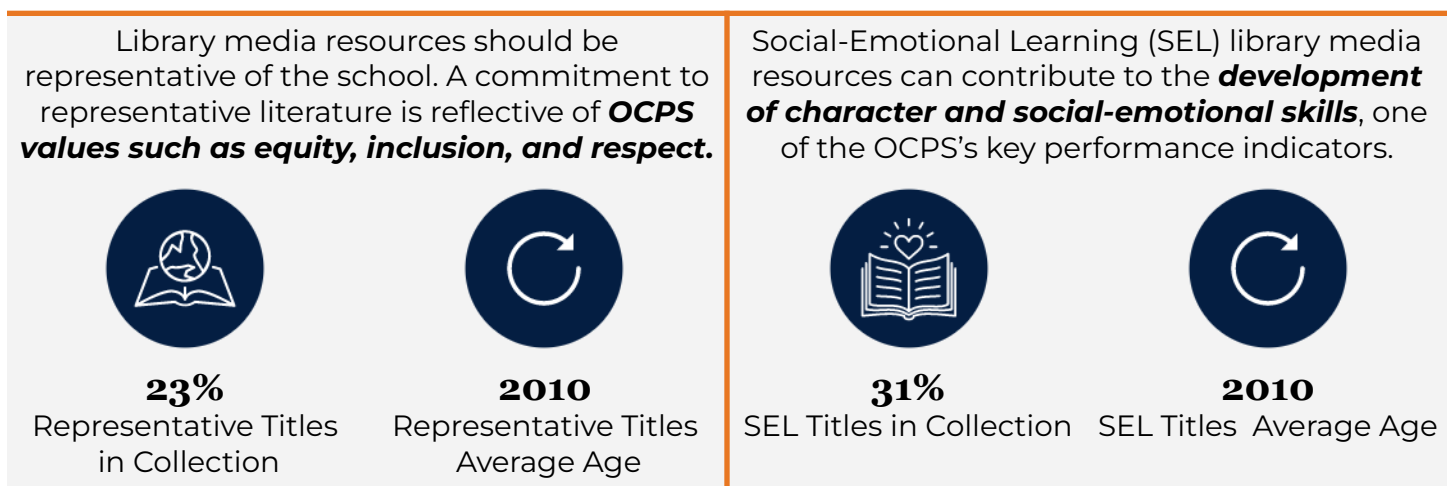 Library media resources should be
representative of the school. A commitment to
representative literature is reflective of OCPS
values such as equity, inclusion, and respect.
23%
Representative Titles
in Collection
2010
Representative Titles
Average Age
Social-Emotional Learning (SEL) library media
resources can contribute to the development
of character and social-emotional skills, one
of the OCPS’s key performance indicators.
31%
SEL Titles in Collection
2010
SEL Titles  Average Age